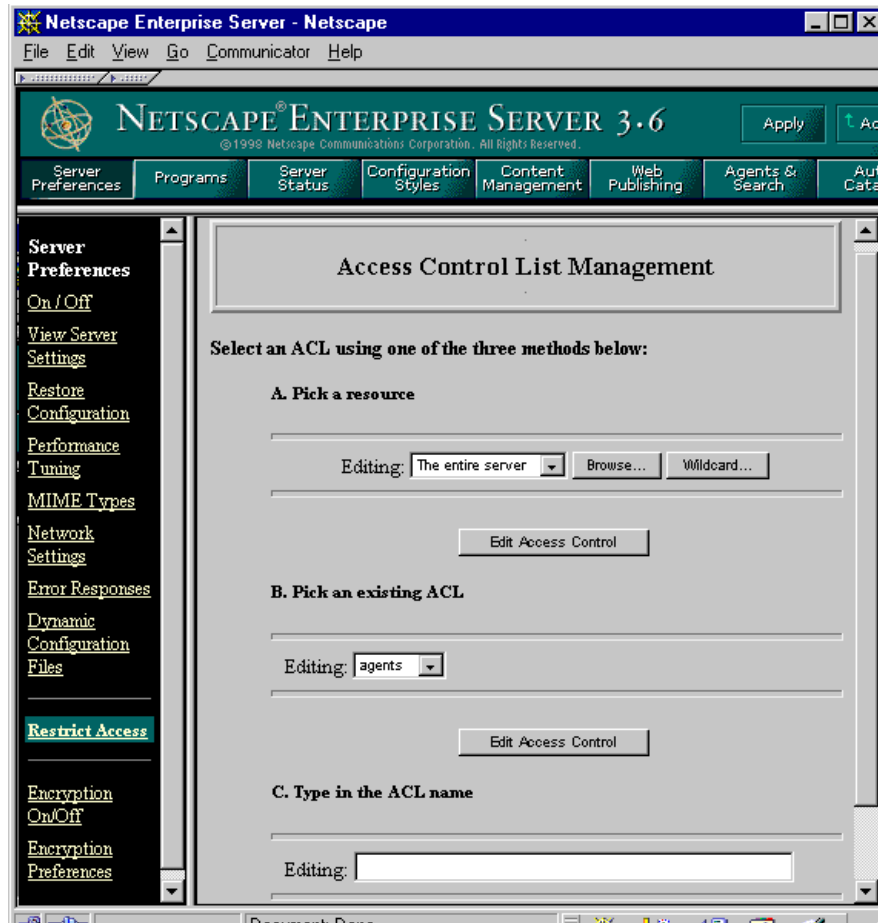 Netscape Enterprise Server - Netscape
File Edit View Go Communicator Help
NETSCAPE® ENTERPRISE SERVER 3.6
©1998 Netscape Communications Corporation. All Rights Reserved.
Apply
Server Preferences
Programs
Server Status
Configuration Styles
Content Management
Web Publishing
Agents & Search
Server
Preferences
On / Off
View Server
Settings
Restore
Configuration
Performance
Tuning
MIME Types
Network
Settings
Error Responses
Dynamic
Configuration
Files
Restrict Access
Encryption
On/Off
Encryption
Preferences
Access Control List Management
Select an ACL using one of the three methods below:
A. Pick a resource
Editing: The entire server Browse... Wildcard...
Edit Access Control
B. Pick an existing ACL
Editing: agents
Edit Access Control
C. Type in the ACL name
Editing: